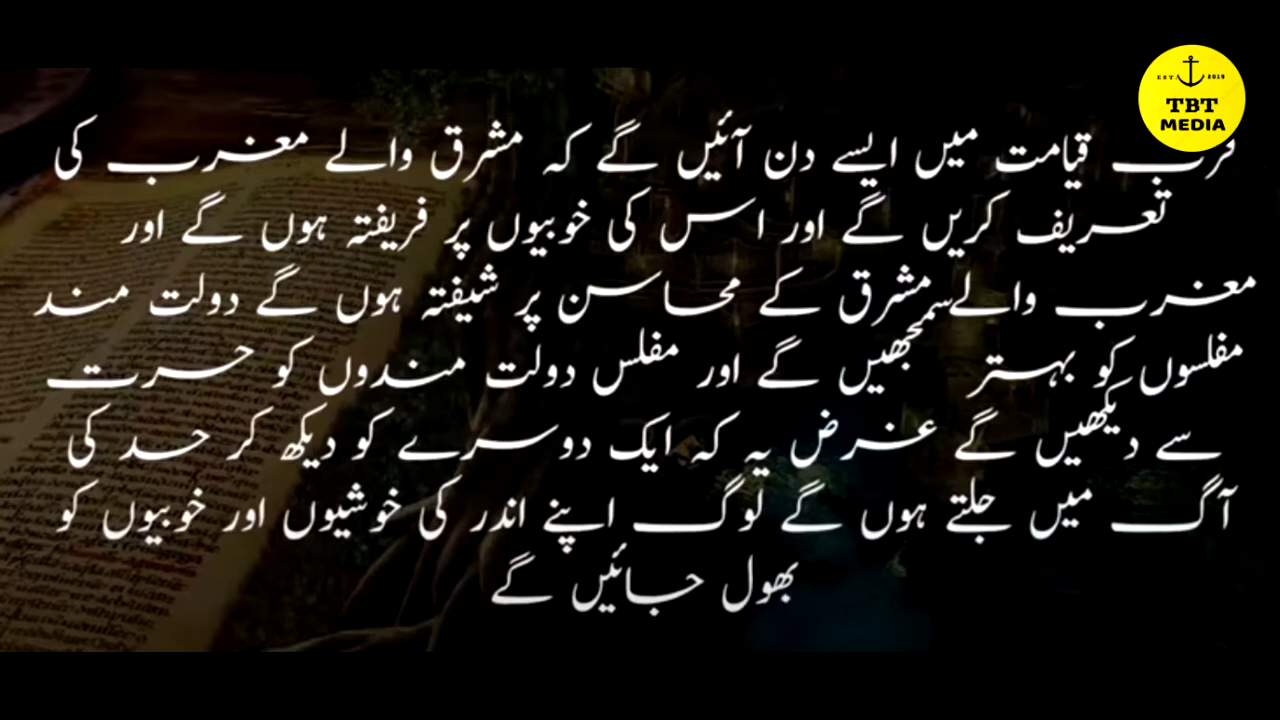 EST 2019
TBT
MEDIA
قرب قیامت میں ایسے دن آئیں گے کہ مشرق والے مغرب کی
تعریف کریں گے اور اس کی خوبیوں پر فریفتہ ہوں گے اور
مغرب والے مشرق کے محاسن پر شیفتہ ہوں گے دولت مند
مفلسوں کو بہتر سمجھیں گے اور مفلس دولت مندوں کو حسرت
سے دیکھیں گے غرض یہ کہ ایک دوسرے کو دیکھ کر حسد کی
آگ میں جلتے ہوں گے لوگ اپنے اندر کی خوشیوں اور خوبیوں کو
بھول جائیں گے